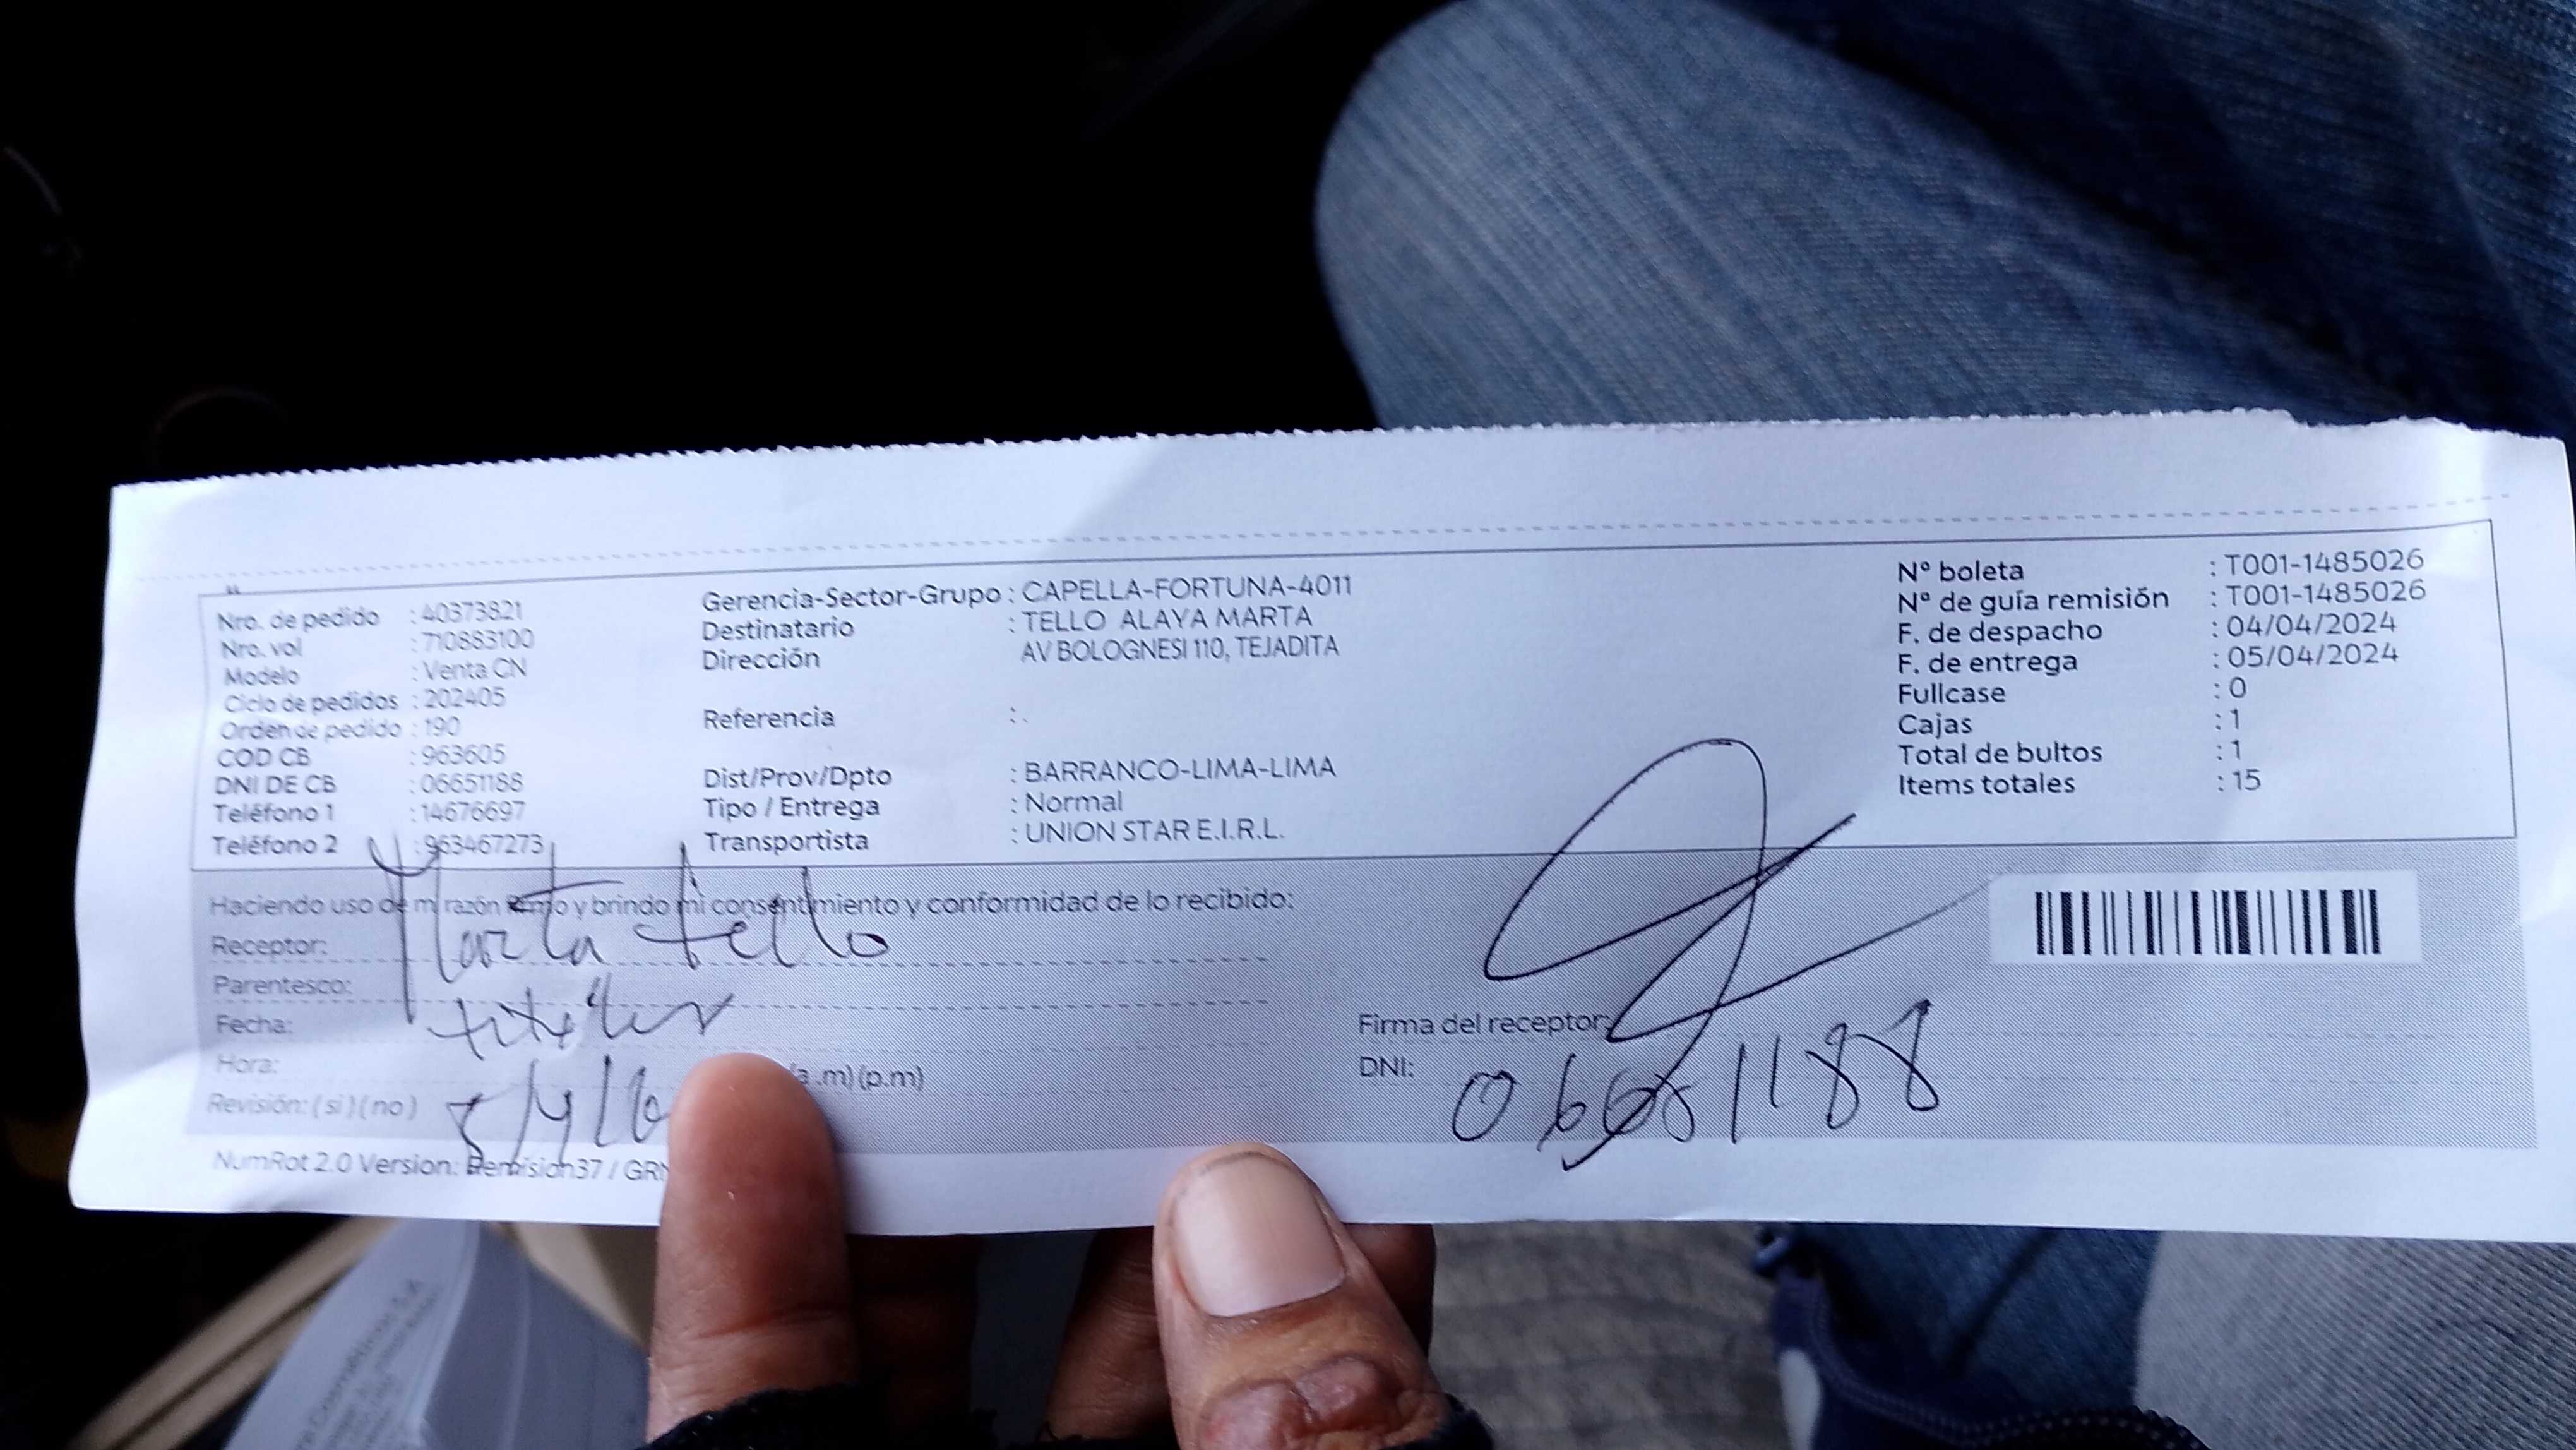 Nro. de pedido : 40373821
Nro. vol : 710883100
Modelo : Venta CN
Ciclo de pedidos : 202405
Orden de pedido : 190
COD CB : 963605
DNI DE CB : 06651188
Teléfono 1 : 14676697
Teléfono 2 : 963467273
Gerencia-Sector-Grupo : CAPELLA-FORTUNA-4011
Destinatario : TELLO ALAYA MARTA
Dirección AV BOLOGNESI 110, TEJADITA
Referencia : .
Dist/Prov/Dpto : BARRANCO-LIMA-LIMA
Tipo / Entrega : Normal
Transportista : UNION STAR E.I.R.L.
Nº boleta : T001-1485026
Nº de guía remisión : T001-1485026
F. de despacho : 04/04/2024
F. de entrega : 05/04/2024
Fullcase : 0
Cajas : 1
Total de bultos : 1
Items totales : 15
Haciendo uso de mi razón firmo y brindo mi consentimiento y conformidad de lo recibido:
Receptor: Marta Tello
Parentesco:
Fecha:
Hora: (a.m) (p.m)
Revisión: ( si ) ( no )
Firma del receptor:
DNI: 06651188
NumRot 2.0 Version: Remision37 / GR